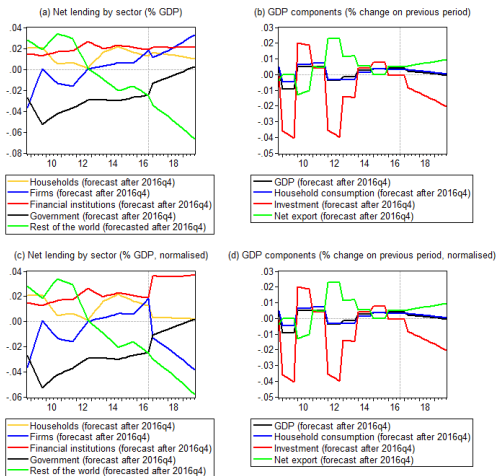 (a) Net lending by sector (% GDP)
.04
.02
.00
-.02
-.04
-.06
-.08
10 12 14 16 18
Households (forecast after 2016q4)
Firms (forecast after 2016q4)
Financial institutions (forecast after 2016q4)
Government (forecast after 2016q4)
Rest of the world (forecasted after 2016q4)
(b) GDP components (% change on previous period)
.03
.02
.01
.00
-.01
-.02
-.03
-.04
-.05
10 12 14 16 18
GDP (forecast after 2016q4)
Household consumption (forecast after 2016q4)
Investment (forecast after 2016q4)
Net export (forecast after 2016q4)
(c) Net lending by sector (% GDP, normalised)
.04
.02
.00
-.02
-.04
-.06
10 12 14 16 18
Households (forecast after 2016q4)
Firms (forecast after 2016q4)
Financial institutions (forecast after 2016q4)
Government (forecast after 2016q4)
Rest of the world (forecasted after 2016q4)
(d) GDP components (% change on previous period, normalised)
.03
.02
.01
.00
-.01
-.02
-.03
-.04
-.05
10 12 14 16 18
GDP (forecast after 2016q4)
Household consumption (forecast after 2016q4)
Investment (forecast after 2016q4)
Net export (forecast after 2016q4)